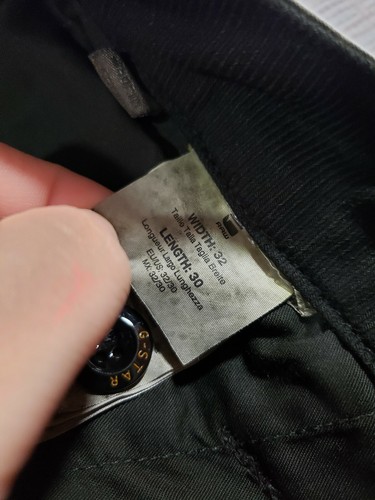 WIDTH: 32
Taille Talla Taglia Breite
LENGTH: 30
Longueur Largo Lunghezza
EU/US: 32/30
MX: 32/30
G-STAR